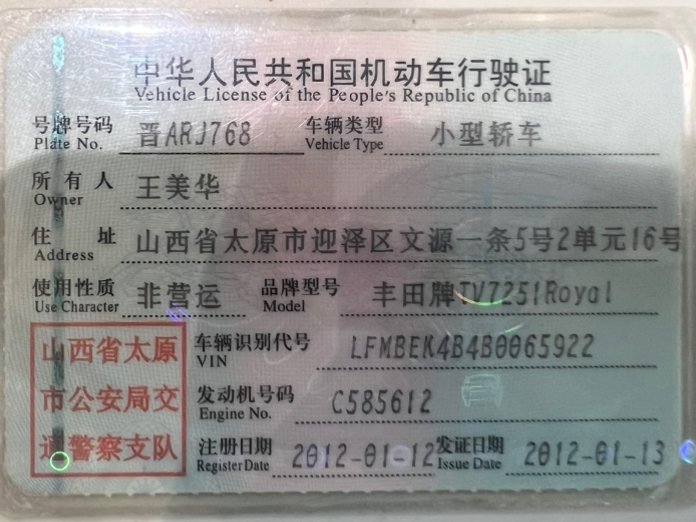 中华人民共和国机动车行驶证
Vehicle License of the People's Republic of China
号牌号码 晋ARJ768 车辆类型 小型轿车
Plate No. Vehicle Type
所有人 王美华
Owner
住址 山西省太原市迎泽区文源一条5号2单元16号
Address
使用性质 非营运 品牌型号 丰田牌TV7251Royal
Use Character Model
车辆识别代号 LFMBEK4B4B0065922
VIN
发动机号码 C585612
Engine No.
注册日期 2012-01-12 发证日期 2012-01-13
Register Date Issue Date
山西省太原
市公安局交
通警察支队